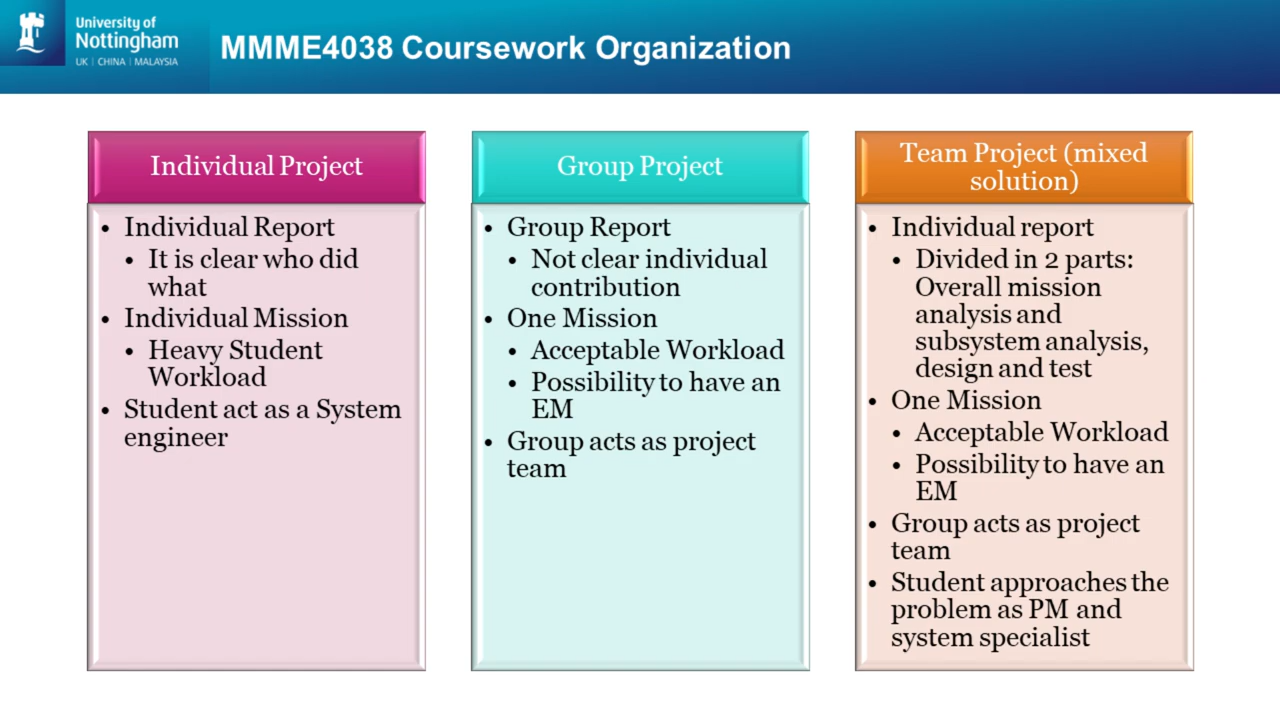 University of
Nottingham
UK | CHINA | MALAYSIA
MMME4038 Coursework Organization
Individual Project
• Individual Report
• It is clear who did
what
• Individual Mission
• Heavy Student
Workload
• Student act as a System
engineer
Group Project
• Group Report
• Not clear individual
contribution
• One Mission
• Acceptable Workload
• Possibility to have an
EM
• Group acts as project
team
Team Project (mixed
solution)
• Individual report
• Divided in 2 parts:
Overall mission
analysis and
subsystem analysis,
design and test
• One Mission
• Acceptable Workload
• Possibility to have an
EM
• Group acts as project
team
• Student approaches the
problem as PM and
system specialist